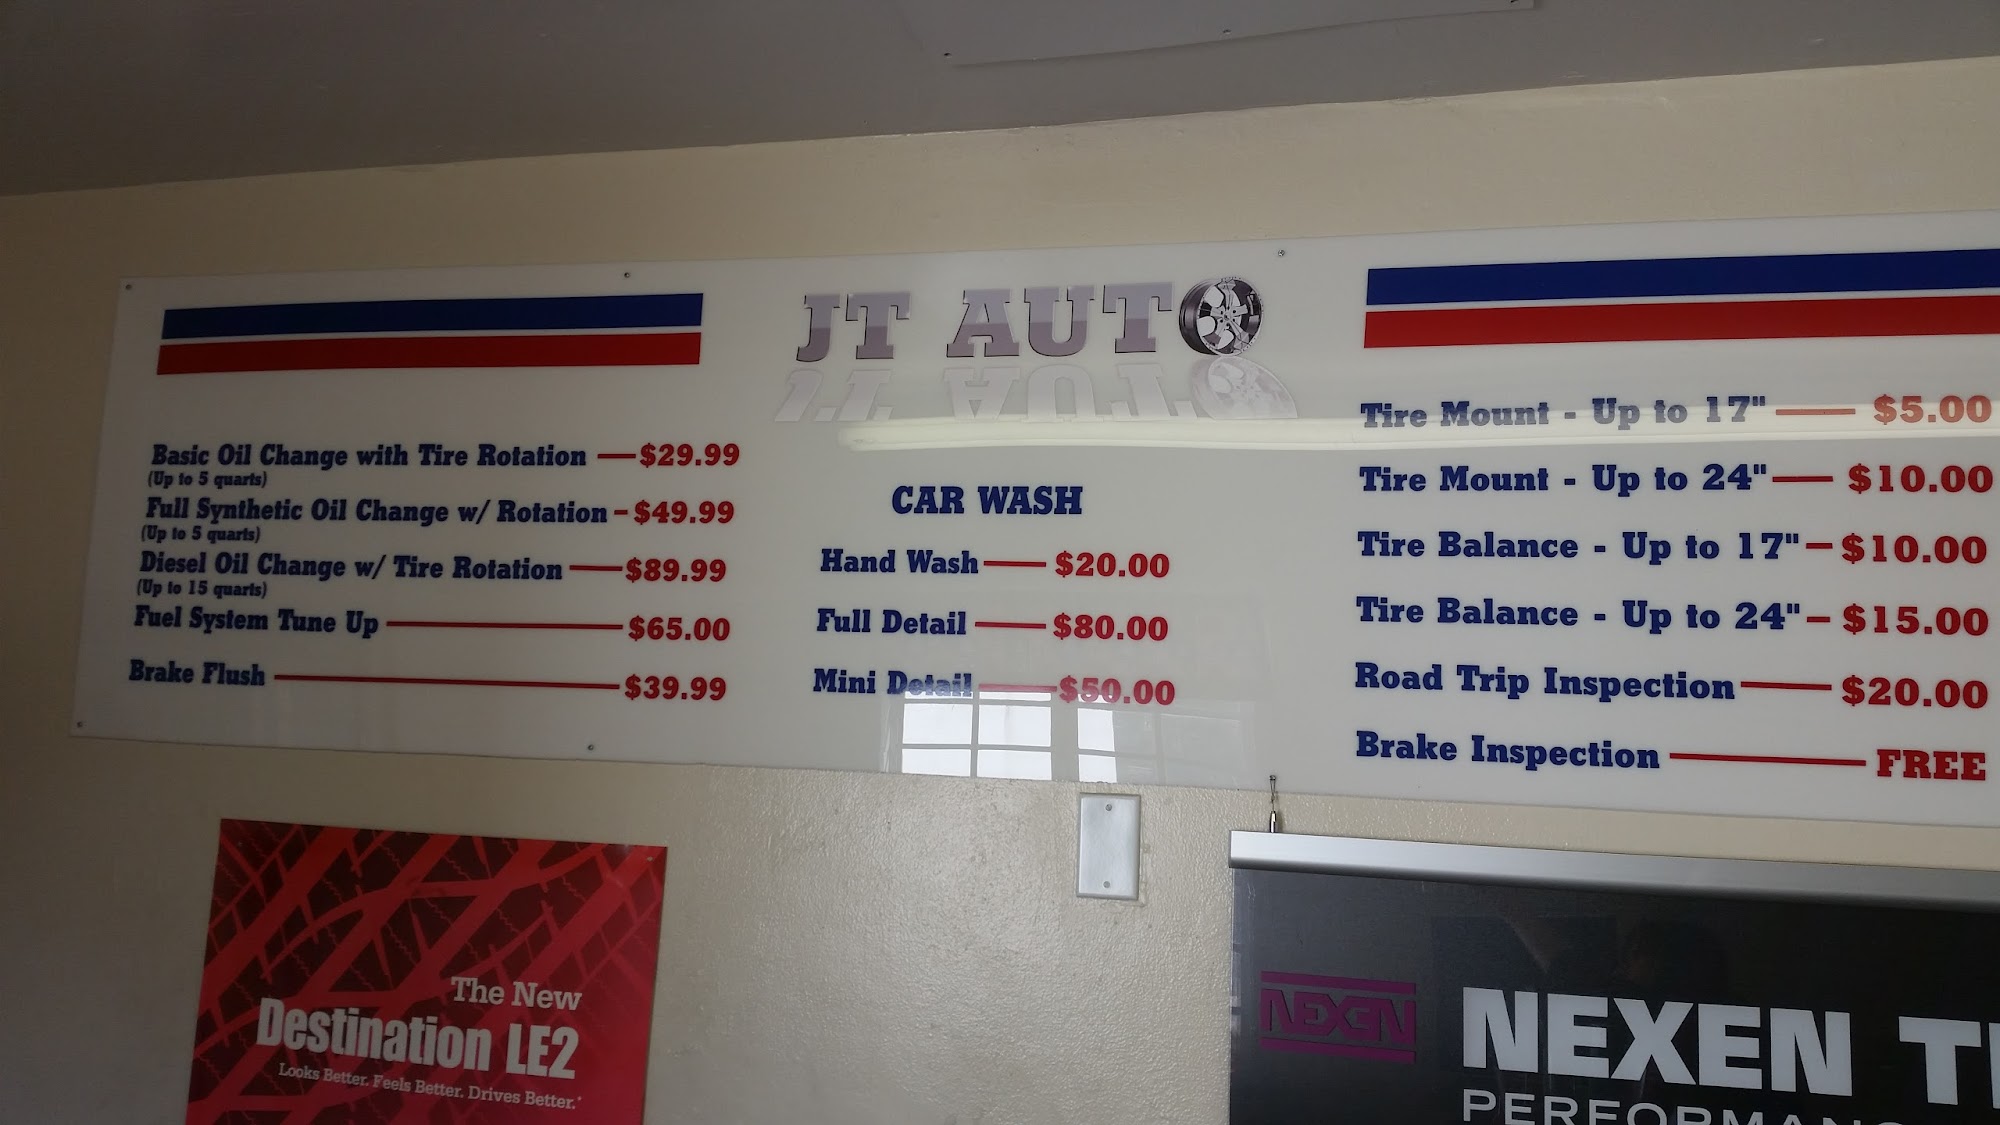 JT AUTO
Basic Oil Change with Tire Rotation $29.99
(Up to 5 quarts)
Full Synthetic Oil Change w/ Rotation $49.99
(Up to 5 quarts)
Diesel Oil Change w/ Tire Rotation $89.99
(Up to 15 quarts)
Fuel System Tune Up $65.00
Brake Flush $39.99
CAR WASH
Hand Wash $20.00
Full Detail $80.00
Mini Detail $50.00
Tire Mount - Up to 17" $5.00
Tire Mount - Up to 24" $10.00
Tire Balance - Up to 17" $10.00
Tire Balance - Up to 24" $15.00
Road Trip Inspection $20.00
Brake Inspection FREE
The New
Destination LE2
Looks Better. Feels Better. Drives Better.*
NEXEN
NEXEN